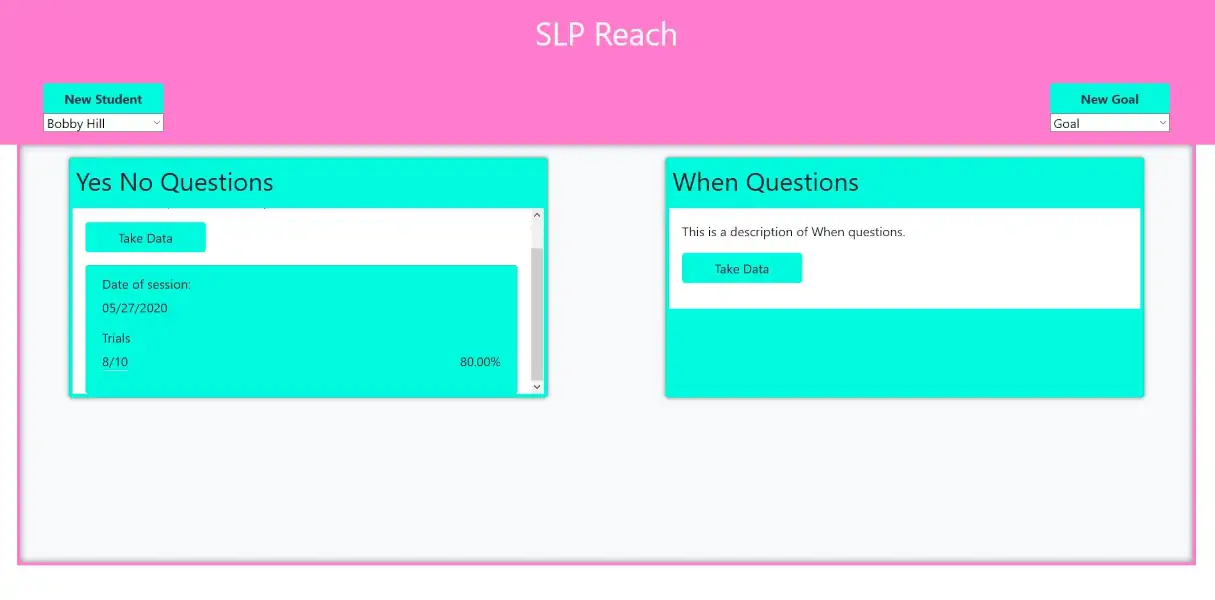 SLP Reach
New Student
Bobby Hill
New Goal
Goal
Yes No Questions
Take Data
Date of session:
05/27/2020
Trials
8/10 80.00%
When Questions
This is a description of When questions.
Take Data